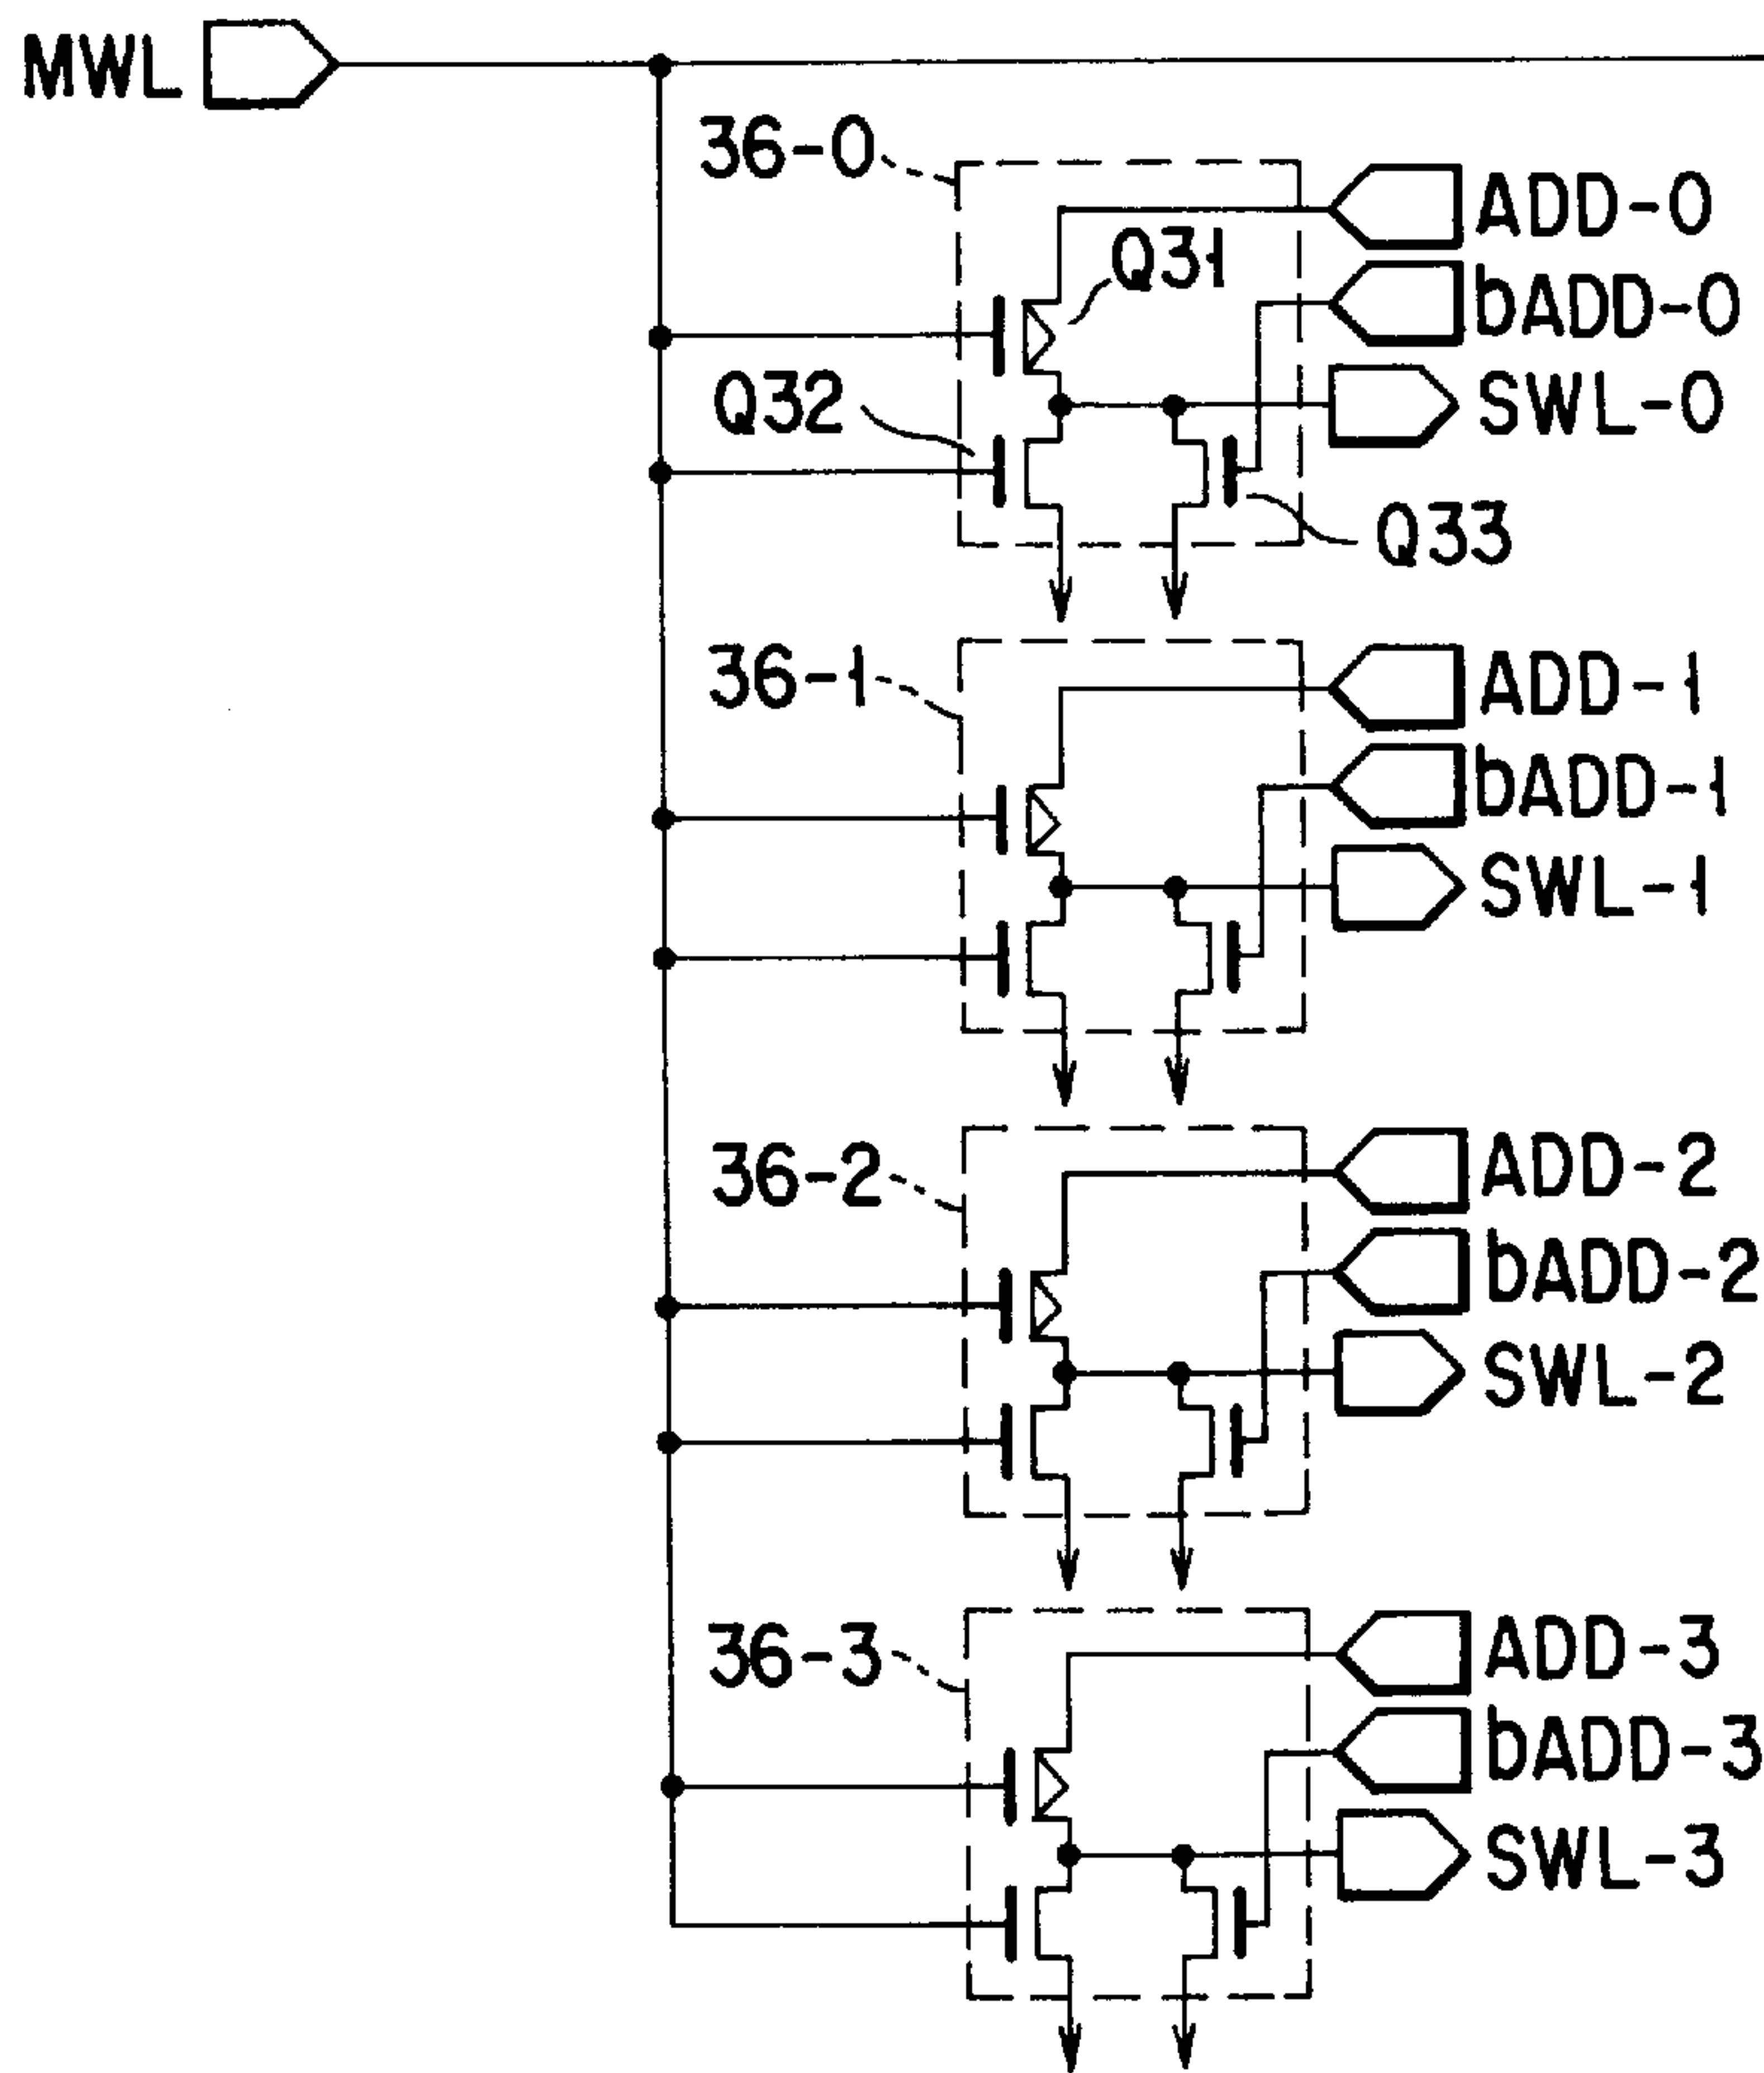 MWL
36-0
ADD-0
Q31
bADD-0
Q32
SWL-0
Q33
36-1
ADD-1
bADD-1
SWL-1
36-2
ADD-2
bADD-2
SWL-2
36-3
ADD-3
bADD-3
SWL-3